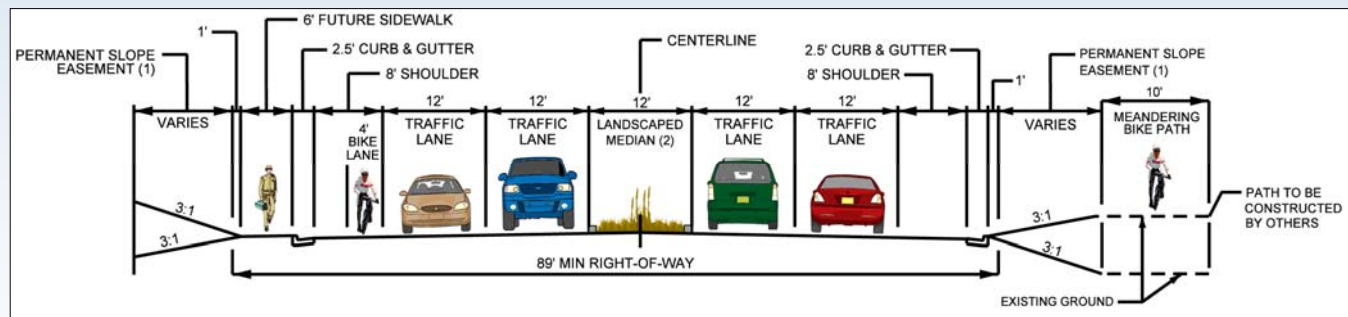 6' FUTURE SIDEWALK
1'
2.5' CURB & GUTTER
CENTERLINE
2.5' CURB & GUTTER
PERMANENT SLOPE
EASEMENT (1)
8' SHOULDER
8' SHOULDER
1'
PERMANENT SLOPE
EASEMENT (1)
12'
12'
12'
12'
12'
10'
VARIES
4'
BIKE
LANE
TRAFFIC
LANE
TRAFFIC
LANE
LANDSCAPED
MEDIAN (2)
TRAFFIC
LANE
TRAFFIC
LANE
VARIES
MEANDERING
BIKE PATH
3:1
3:1
3:1
3:1
PATH TO BE
CONSTRUCTED
BY OTHERS
89' MIN RIGHT-OF-WAY
EXISTING GROUND